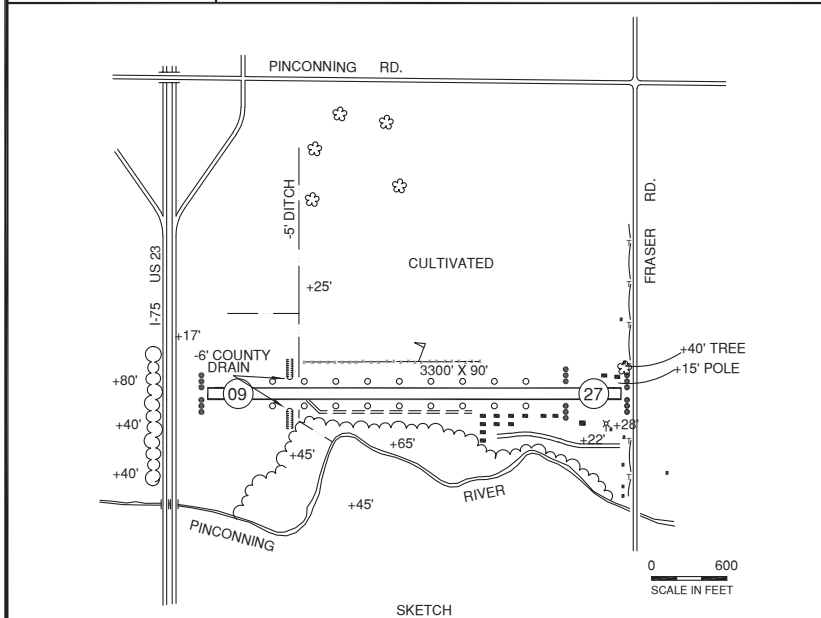 PINCONNING RD.
-5' DITCH
FRASER RD.
I-75 US 23
CULTIVATED
+25'
+17'
-6' COUNTY
DRAIN
+40' TREE
3300' X 90'
+15' POLE
+80'
09
27
+40'
+28'
+65'
+22'
+45'
+40'
RIVER
+45'
PINCONNING
0 600
SCALE IN FEET
SKETCH
T
T
T
T
T
T